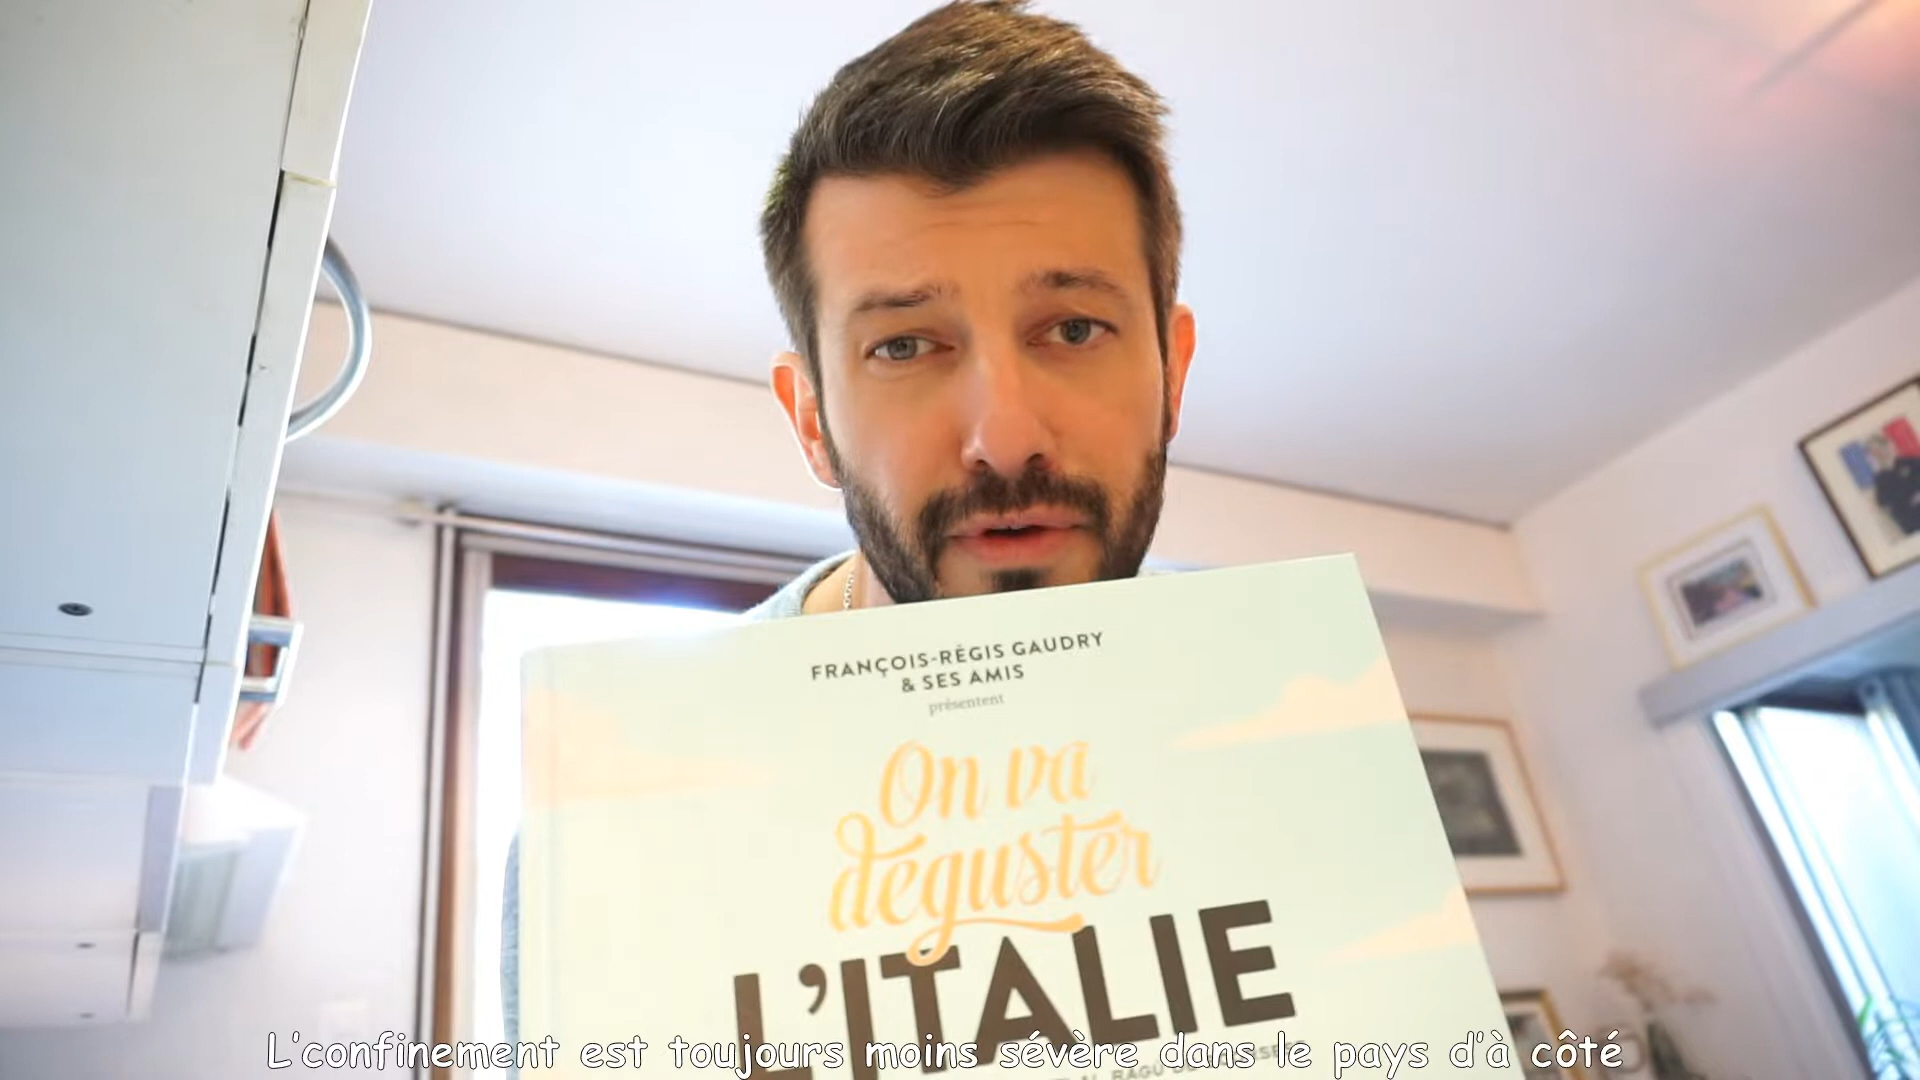 FRANÇOIS-RÉGIS GAUDRY
& SES AMIS
présentent
On va
déguster
L'ITALIE
L'confinement est toujours moins sévère dans le pays d'à côté